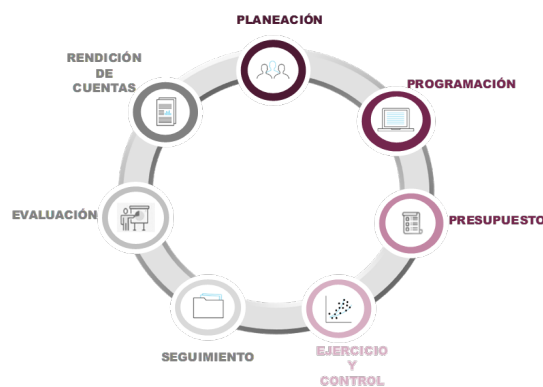 PLANEACIÓN
PROGRAMACIÓN
PRESUPUESTO
EJERCICIO
Y
CONTROL
SEGUIMIENTO
EVALUACIÓN
RENDICIÓN
DE
CUENTAS